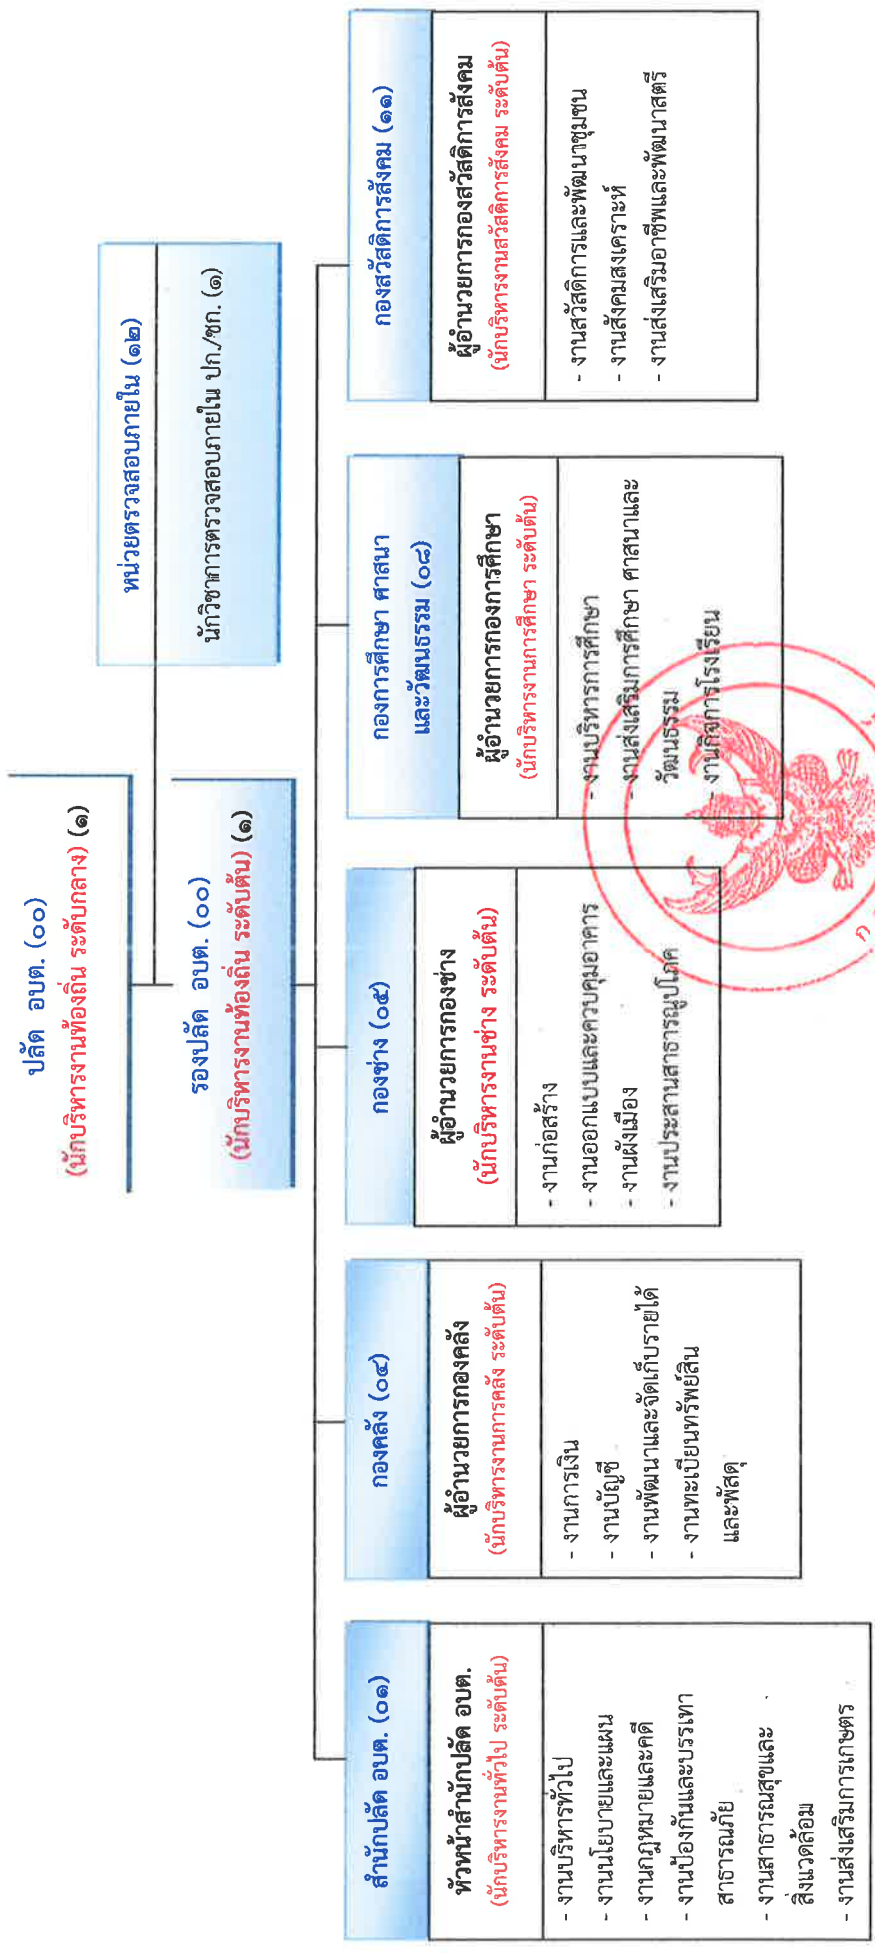 ปลัด อบต. (๐๐)
(นักบริหารงานท้องถิ่น ระดับกลาง) (๑)
หน่วยตรวจสอบภายใน (๑๒)
นักวิชาการตรวจสอบภายใน ปก./ชก. (๑)
รองปลัด อบต. (๐๐)
(นักบริหารงานท้องถิ่น ระดับต้น) (๑)
สำนักปลัด อบต. (๐๑)
หัวหน้าสำนักปลัด อบต.
(นักบริหารงานทั่วไป ระดับต้น)
- งานบริหารทั่วไป
- งานนโยบายและแผน
- งานกฎหมายและคดี
- งานป้องกันและบรรเทา
สาธารณภัย
- งานสาธารณสุขและ
สิ่งแวดล้อม
- งานส่งเสริมการเกษตร
กองคลัง (๐๔)
ผู้อำนวยการกองคลัง
(นักบริหารงานการคลัง ระดับต้น)
- งานการเงิน
- งานบัญชี
- งานพัฒนาและจัดเก็บรายได้
- งานทะเบียนทรัพย์สิน
และพัสดุ
กองช่าง (๐๕)
ผู้อำนวยการกองช่าง
(นักบริหารงานช่าง ระดับต้น)
- งานก่อสร้าง
- งานออกแบบและควบคุมอาคาร
- งานผังเมือง
- งานประสานสาธารณูปโภค
กองการศึกษา ศาสนา
และวัฒนธรรม (๐๘)
ผู้อำนวยการกองการศึกษา
(นักบริหารงานการศึกษา ระดับต้น)
- งานบริหารการศึกษา
- งานส่งเสริมการศึกษา ศาสนาและ
วัฒนธรรม
- งานกิจการโรงเรียน
กองสวัสดิการสังคม (๑๑)
ผู้อำนวยการกองสวัสดิการสังคม
(นักบริหารงานสวัสดิการสังคม ระดับต้น)
- งานสวัสดิการและพัฒนาชุมชน
- งานสังคมสงเคราะห์
- งานส่งเสริมอาชีพและพัฒนาสตรี